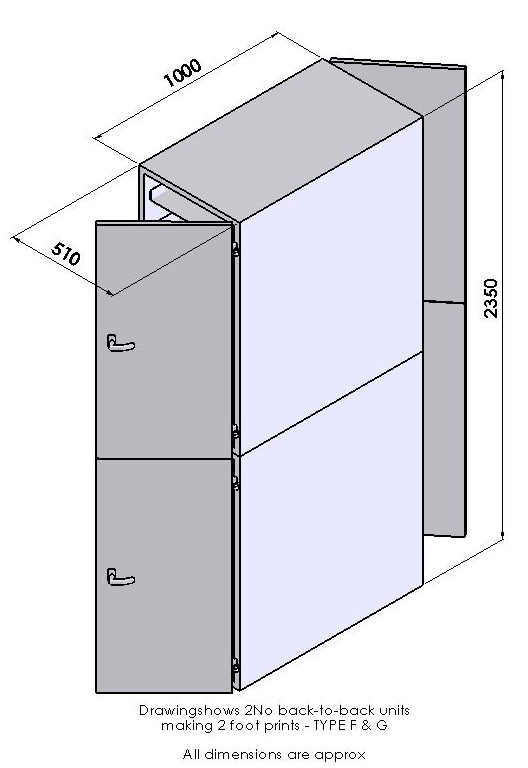 1000
510
2350
Drawingshows 2No back-to-back units
making 2 foot prints - TYPE F & G
All dimensions are approx